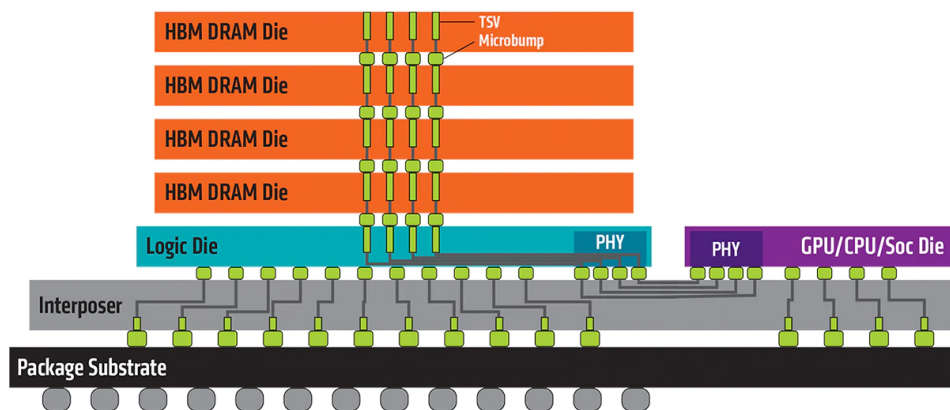 HBM DRAM Die
TSV
Microbump
HBM DRAM Die
HBM DRAM Die
HBM DRAM Die
Logic Die
PHY
PHY
GPU/CPU/Soc Die
Interposer
Package Substrate